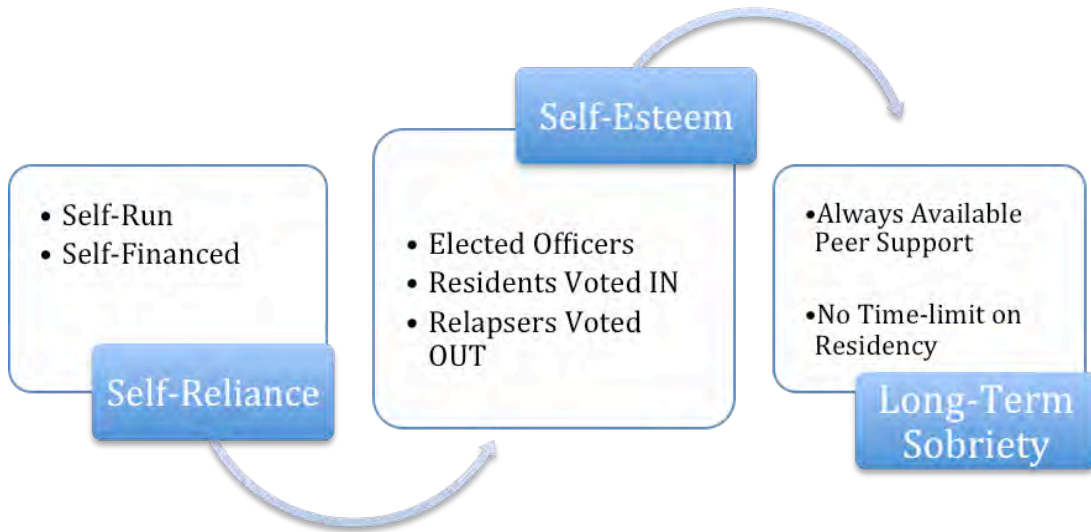 • Self-Run
• Self-Financed
Self-Reliance
Self-Esteem
• Elected Officers
• Residents Voted IN
• Relapsers Voted
OUT
•Always Available
Peer Support
•No Time-limit on
Residency
Long-Term
Sobriety